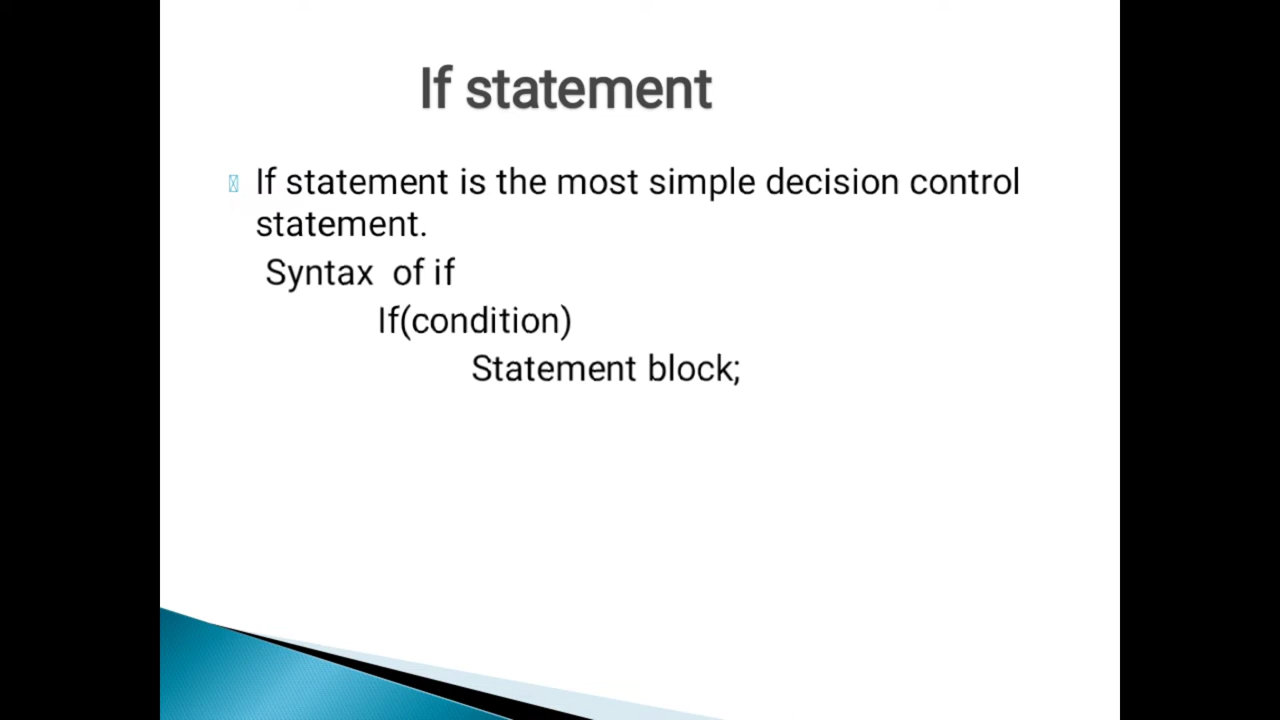 If statement
If statement is the most simple decision control
statement.
Syntax  of if
If(condition)
Statement block;